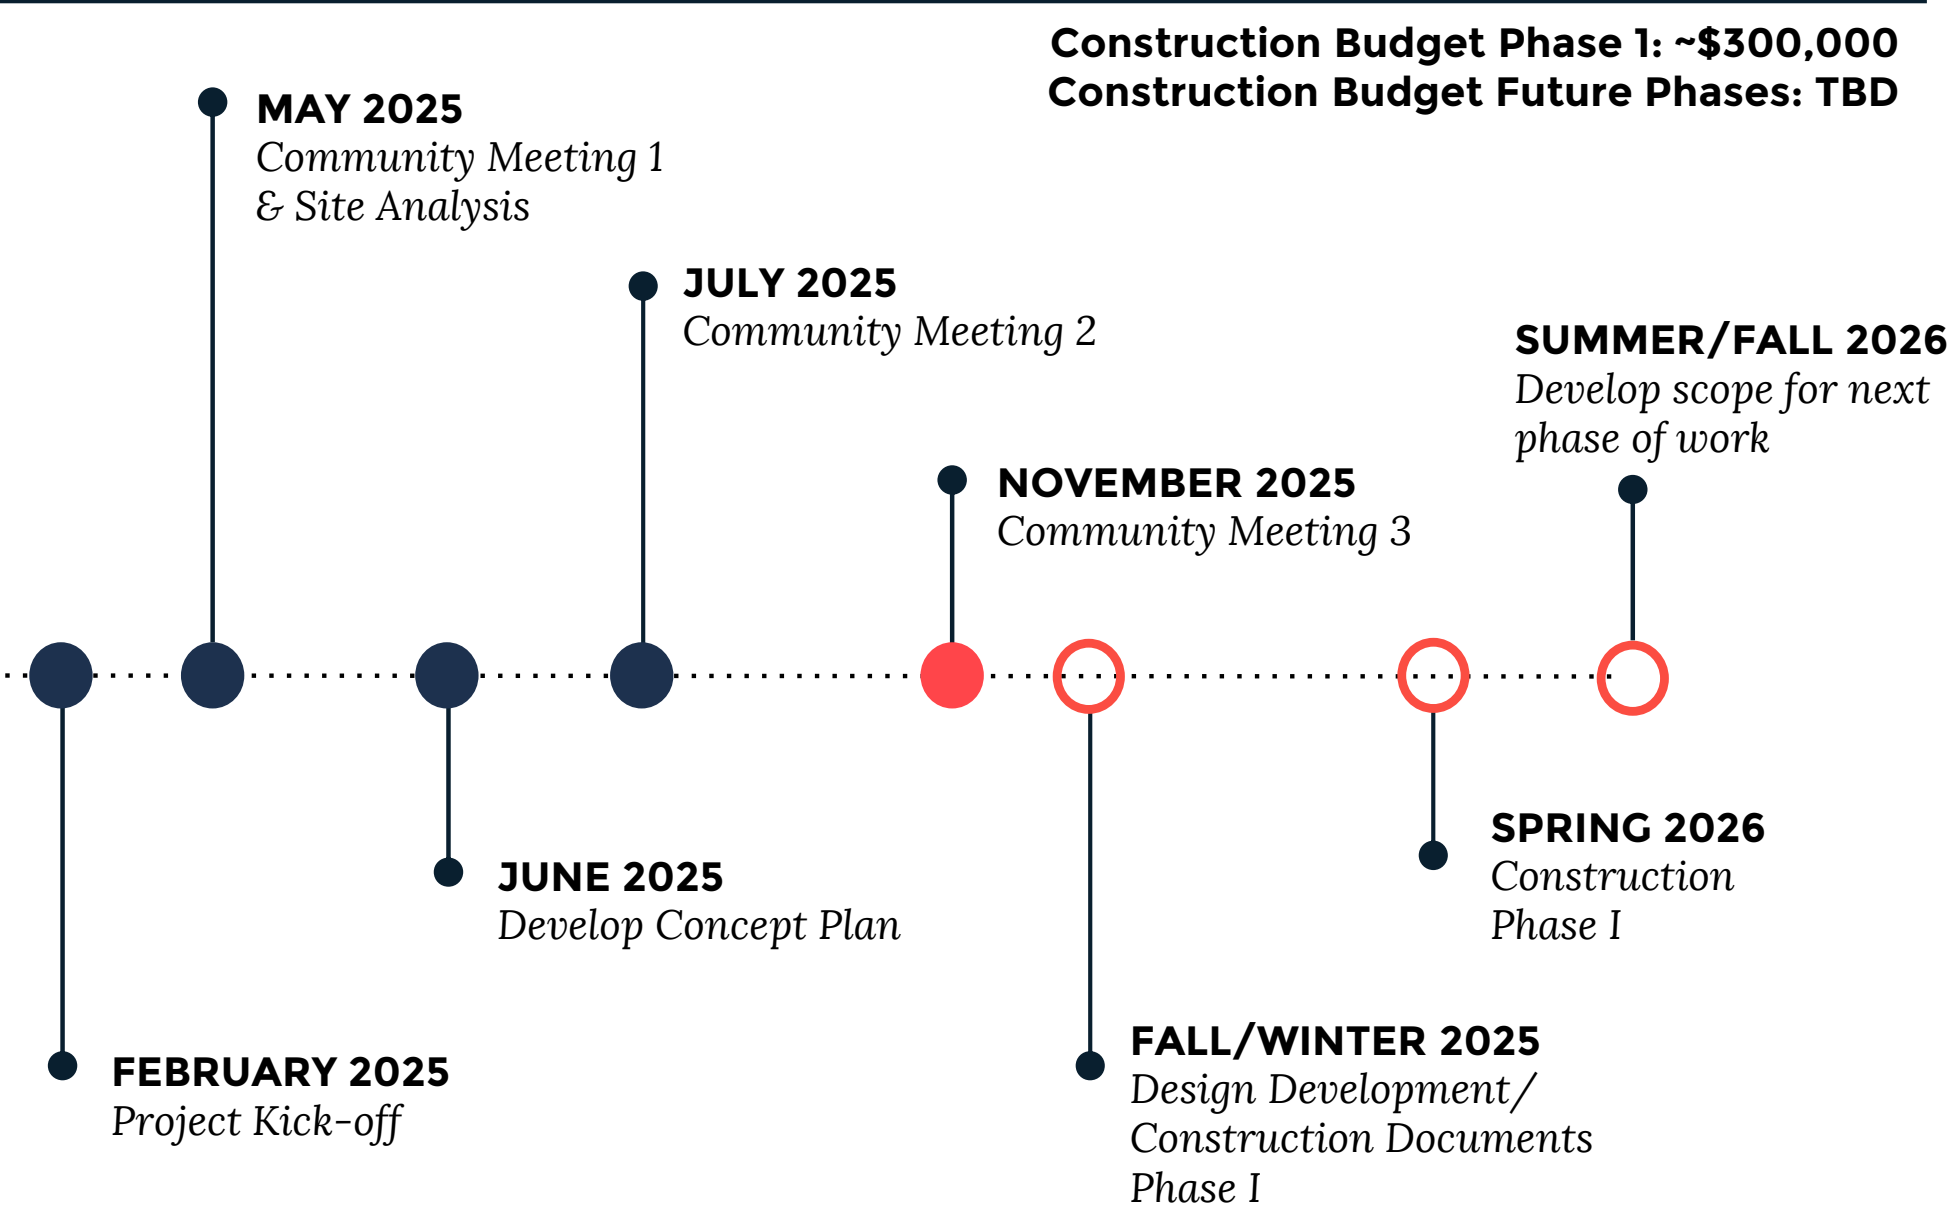 Construction Budget Phase 1: ~$300,000
Construction Budget Future Phases: TBD
MAY 2025
Community Meeting 1
& Site Analysis
JULY 2025
Community Meeting 2
SUMMER/FALL 2026
Develop scope for next
phase of work
NOVEMBER 2025
Community Meeting 3
SPRING 2026
Construction
Phase I
JUNE 2025
Develop Concept Plan
FALL/WINTER 2025
Design Development/
Construction Documents
Phase I
FEBRUARY 2025
Project Kick-off